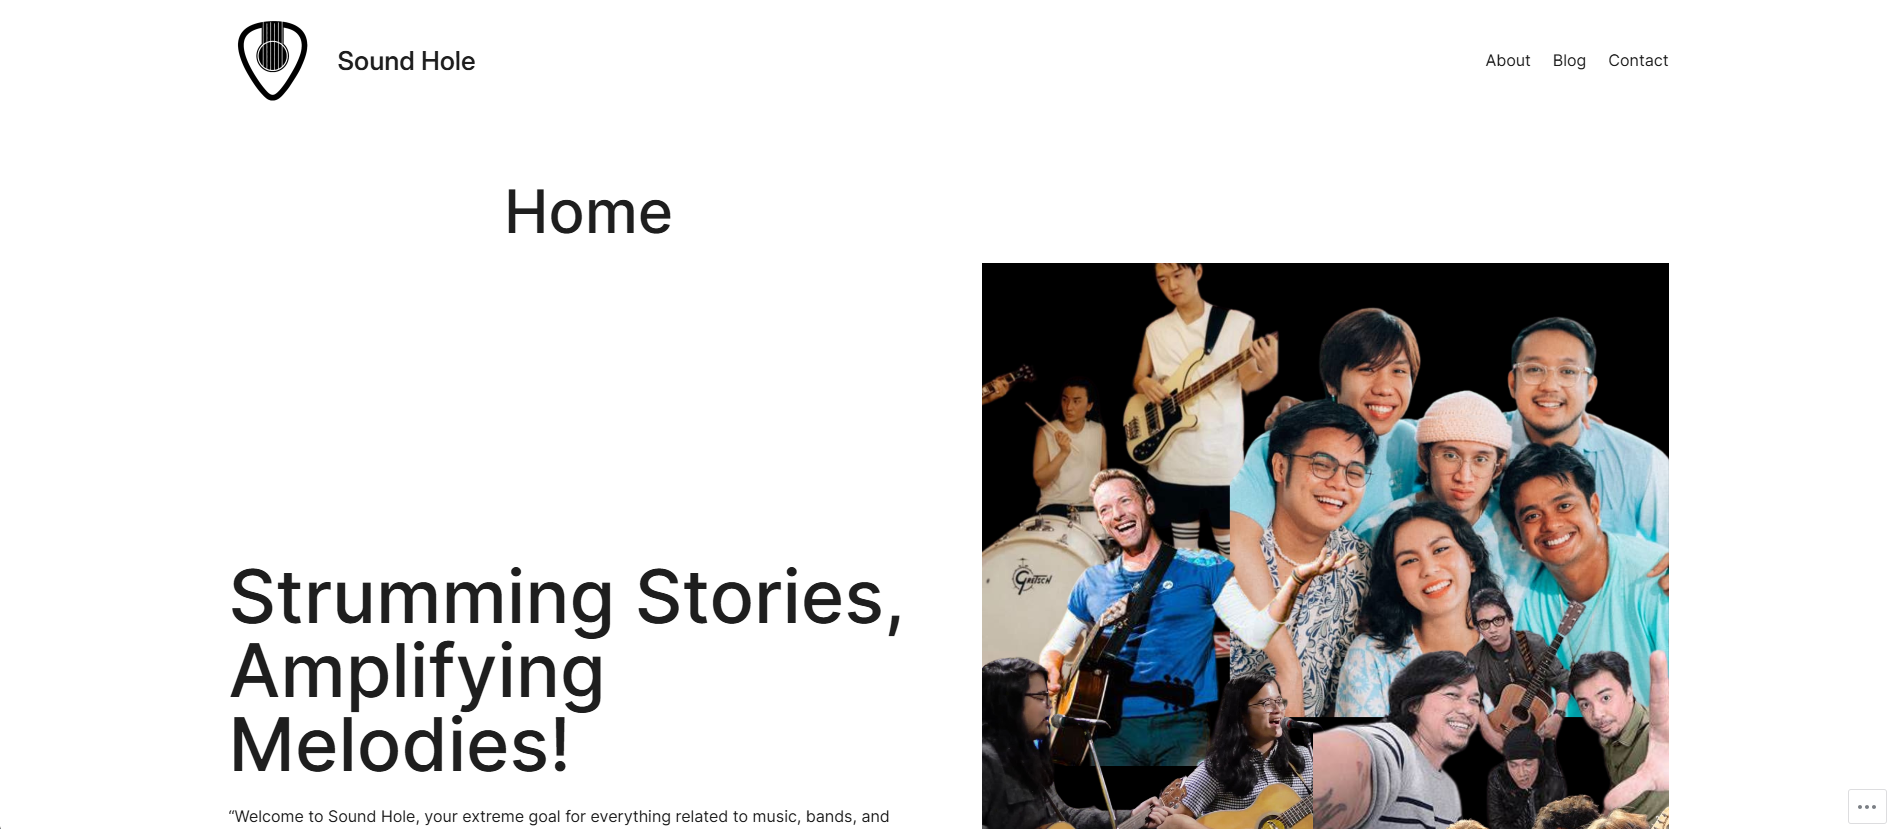 Sound Hole
About Blog Contact
Home
Strumming Stories,
Amplifying
Melodies!
“Welcome to Sound Hole, your extreme goal for everything related to music, bands, and
GRETSCH